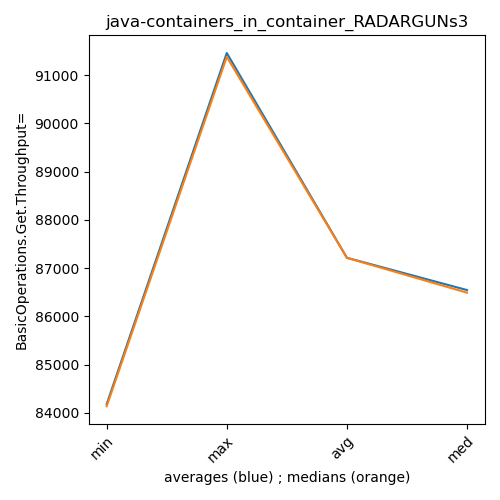 java-containers_in_container_RADARGUNs3
BasicOperations.Get.Throughput=
91000
90000
89000
88000
87000
86000
85000
84000
min
max
avg
med
averages (blue) ; medians (orange)